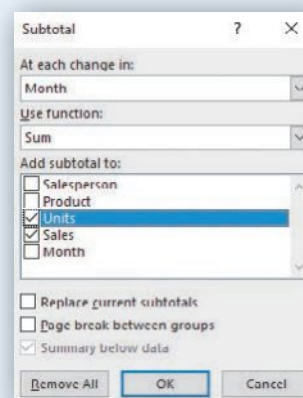 Subtotal ? ×
At each change in:
Month
Use function:
Sum
Add subtotal to:
Salesperson
Product
Units
Sales
Month
Replace current subtotals
Page break between groups
Summary below data
Remove All OK Cancel